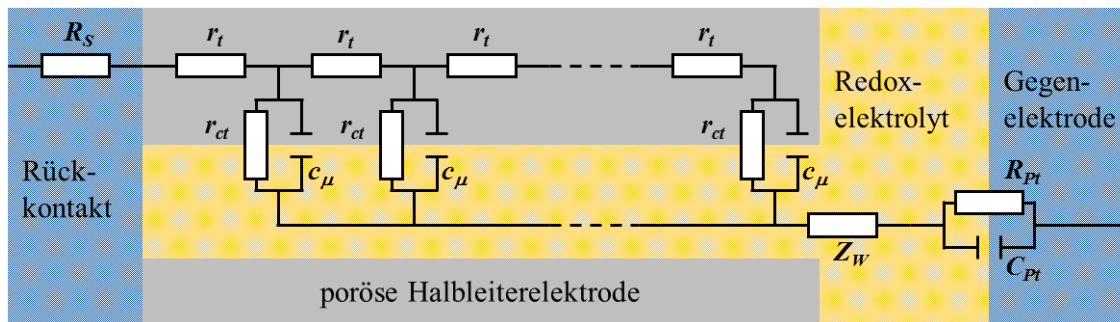 R_S
r_t
r_t
r_t
r_t
Redox-
elektrolyt
Gegen-
elektrode
r_ct
r_ct
r_ct
c_μ
c_μ
c_μ
Rück-
kontakt
R_Pt
Z_W
C_Pt
poröse Halbleiterelektrode